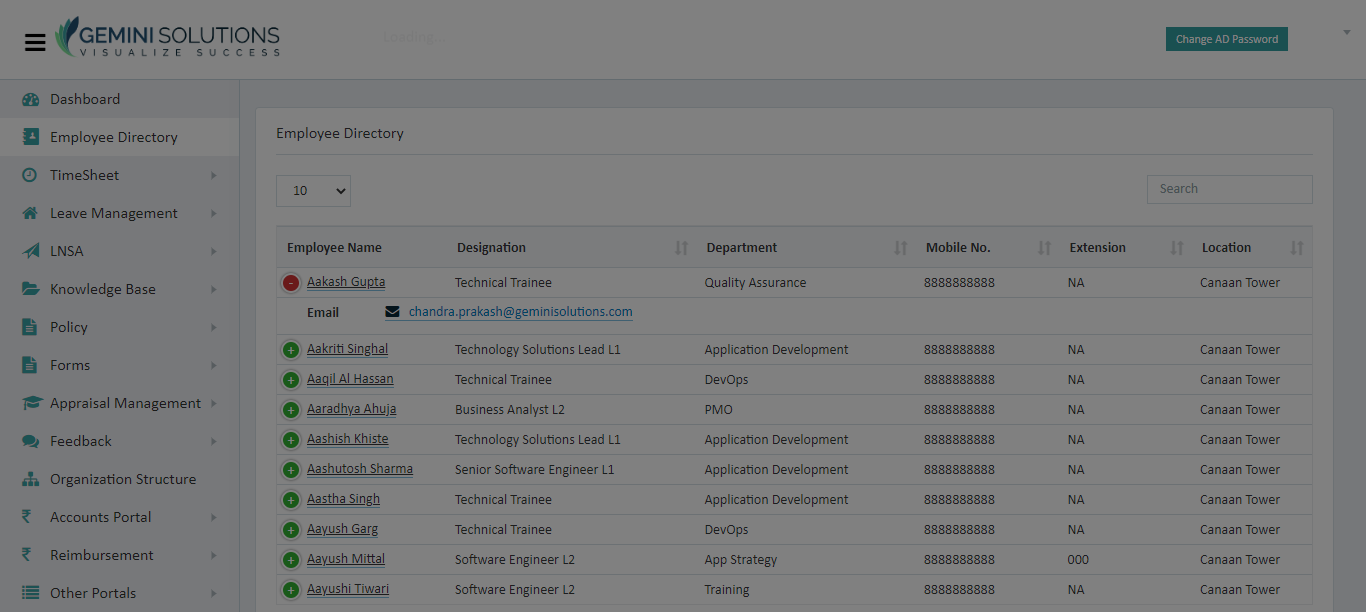 GEMINI SOLUTIONS
VISUALIZE SUCCESS
Loading...
Change AD Password
Dashboard
Employee Directory
TimeSheet
Leave Management
LNSA
Knowledge Base
Policy
Forms
Appraisal Management
Feedback
Organization Structure
Accounts Portal
Reimbursement
Other Portals
Employee Directory
10
Search
Employee Name Designation Department Mobile No. Extension Location
Aakash Gupta Technical Trainee Quality Assurance 8888888888 NA Canaan Tower
Email chandra.prakash@geminisolutions.com
Aakriti Singhal Technology Solutions Lead L1 Application Development 8888888888 NA Canaan Tower
Aaqil Al Hassan Technical Trainee DevOps 8888888888 NA Canaan Tower
Aaradhya Ahuja Business Analyst L2 PMO 8888888888 NA Canaan Tower
Aashish Khiste Technology Solutions Lead L1 Application Development 8888888888 NA Canaan Tower
Aashutosh Sharma Senior Software Engineer L1 Application Development 8888888888 NA Canaan Tower
Aastha Singh Technical Trainee Application Development 8888888888 NA Canaan Tower
Aayush Garg Technical Trainee DevOps 8888888888 NA Canaan Tower
Aayush Mittal Software Engineer L2 App Strategy 8888888888 000 Canaan Tower
Aayushi Tiwari Software Engineer L2 Training 8888888888 NA Canaan Tower